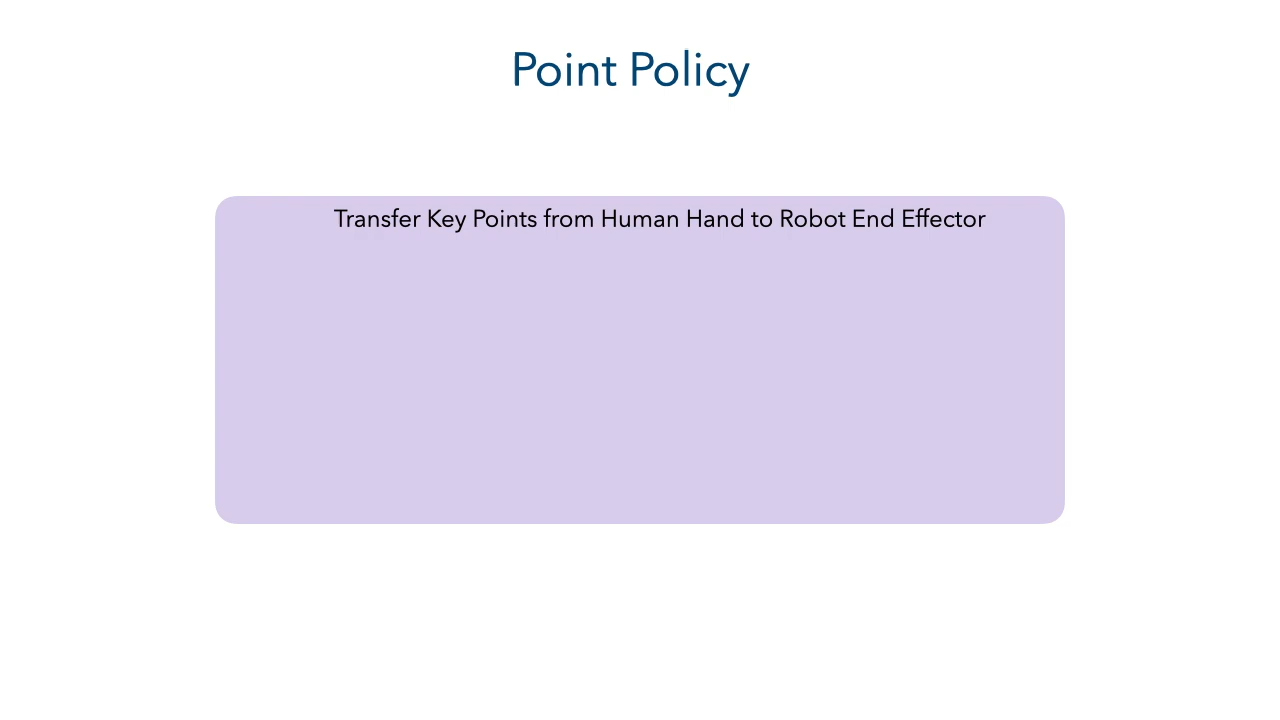 Point Policy
Transfer Key Points from Human Hand to Robot End Effector